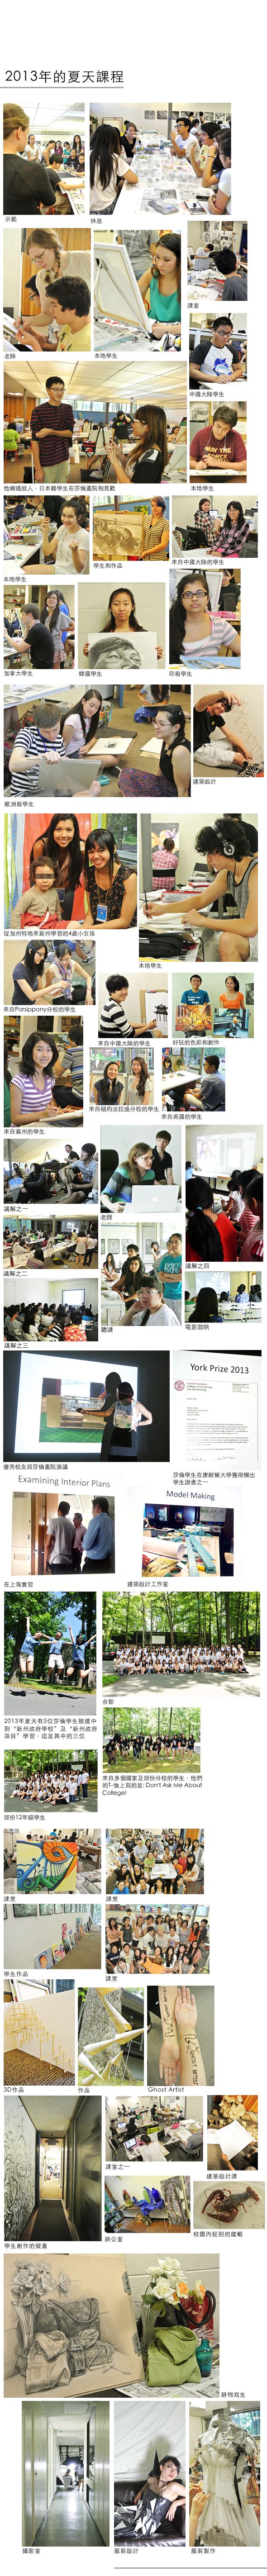 2013年的夏天課程
示範
休息
課室
老師
本地學生
中國大陸學生
他鄉遇故人，日本籍學生在莎倫畫院相見歡
本地學生
本地學生
學生和作品
來自中國大陸的學生
加拿大學生
韓國學生
印裔學生
歐洲裔學生
建築設計
從加州特地來新州學習的4歲小女孩
本地學生
來自Parsippany分校的學生
來自中國大陸的學生
好玩的色彩和創作
來自賓州的學生
來自紐約法拉盛分校的學生
來自英國的學生
講解之一
老師
講解之四
講解之二
聽課
電影放映
講解之三
York Prize 2013
優秀校友回莎倫畫院演講
莎倫學生在康耐爾大學獲得傑出
學生證書之一
Examining Interior Plans
Model Making
在上海實習
建築設計工作室
合影
2013年夏天有5位莎倫學生被選中
到“新州政府學校”及“新州政府
項目”學習，這是其中的三位
來自多個國家及部份分校的學生，他們
的T-恤上寫的是: Don't Ask Me About
College!
部份12年級學生
課堂
課堂
學生作品
課堂
3D作品
作品
Ghost Artist
課室之一
建築設計課
校園內捉到的龍蝦
辦公室
學生創作的壁畫
靜物寫生
攝影室
服裝設計
服裝製作